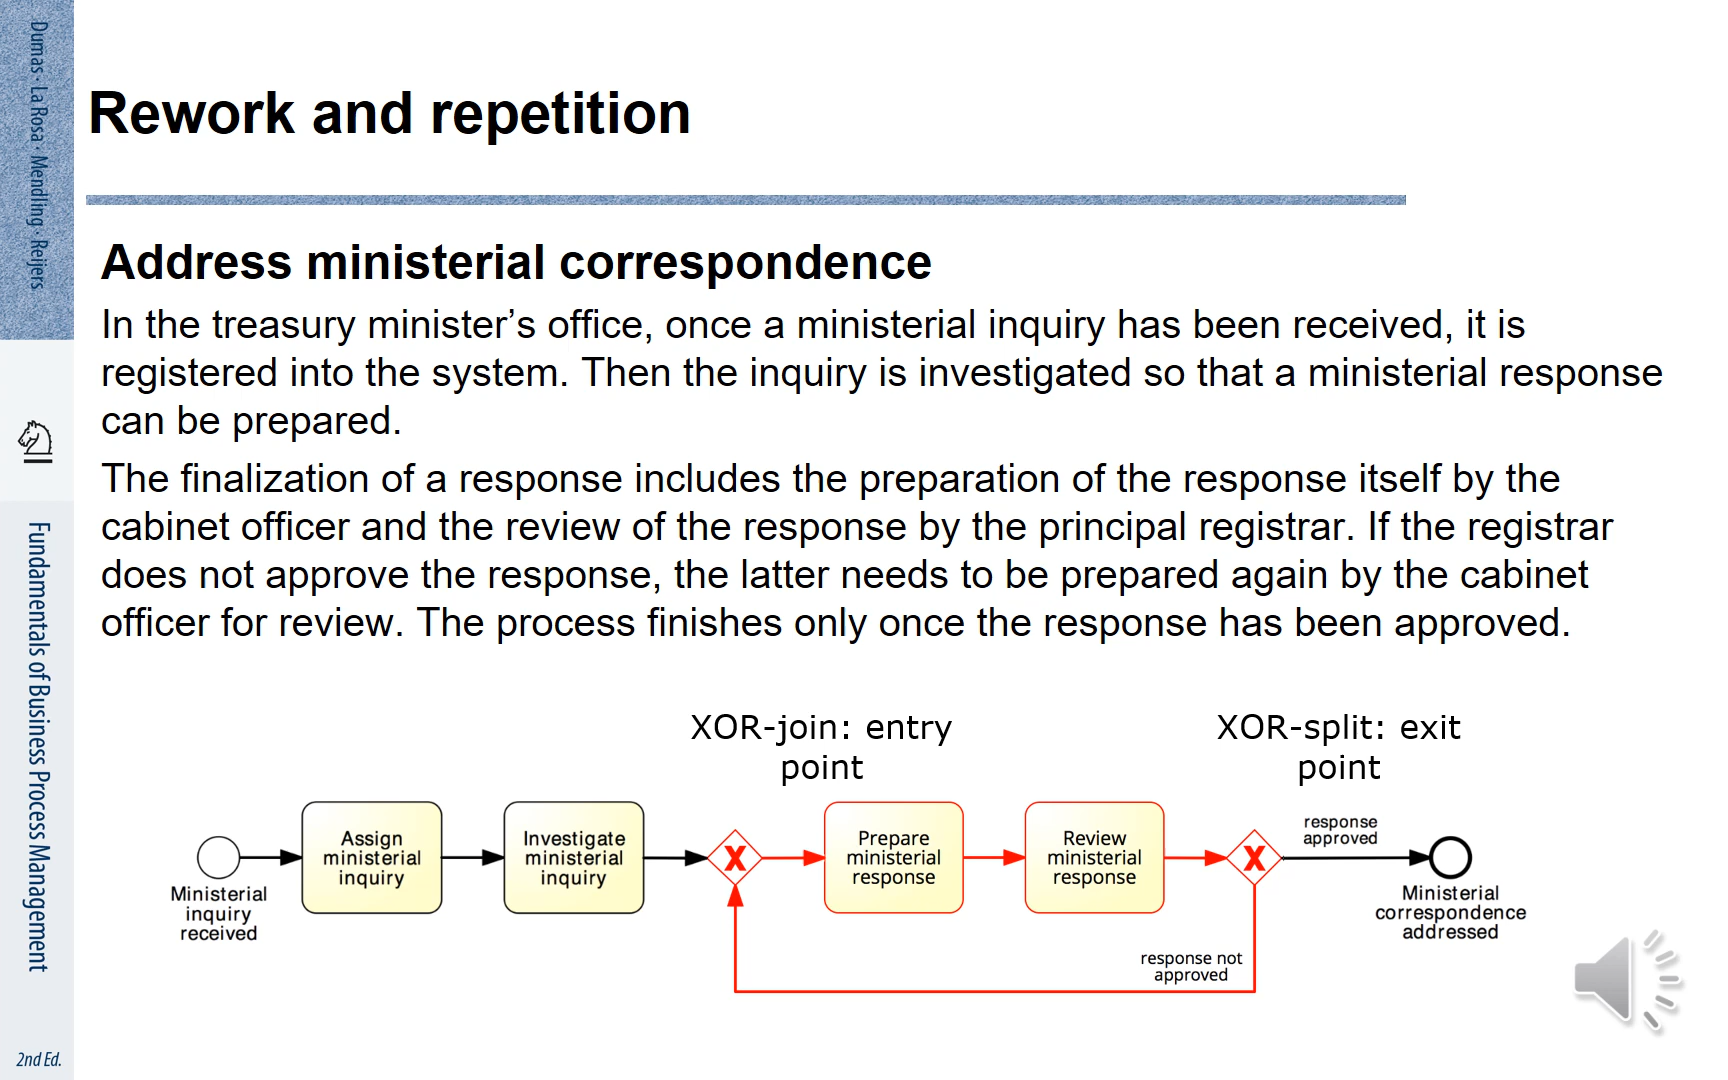 Dumas · La Rosa · Mendling · Reijers
Fundamentals of Business Process Management
2nd Ed.
Rework and repetition
Address ministerial correspondence
In the treasury minister’s office, once a ministerial inquiry has been received, it is
registered into the system. Then the inquiry is investigated so that a ministerial response
can be prepared.
The finalization of a response includes the preparation of the response itself by the
cabinet officer and the review of the response by the principal registrar. If the registrar
does not approve the response, the latter needs to be prepared again by the cabinet
officer for review. The process finishes only once the response has been approved.
XOR-join: entry
point
XOR-split: exit
point
Ministerial
inquiry
received
Assign
ministerial
inquiry
Investigate
ministerial
inquiry
X
Prepare
ministerial
response
Review
ministerial
response
X
response
approved
response not
approved
Ministerial
correspondence
addressed